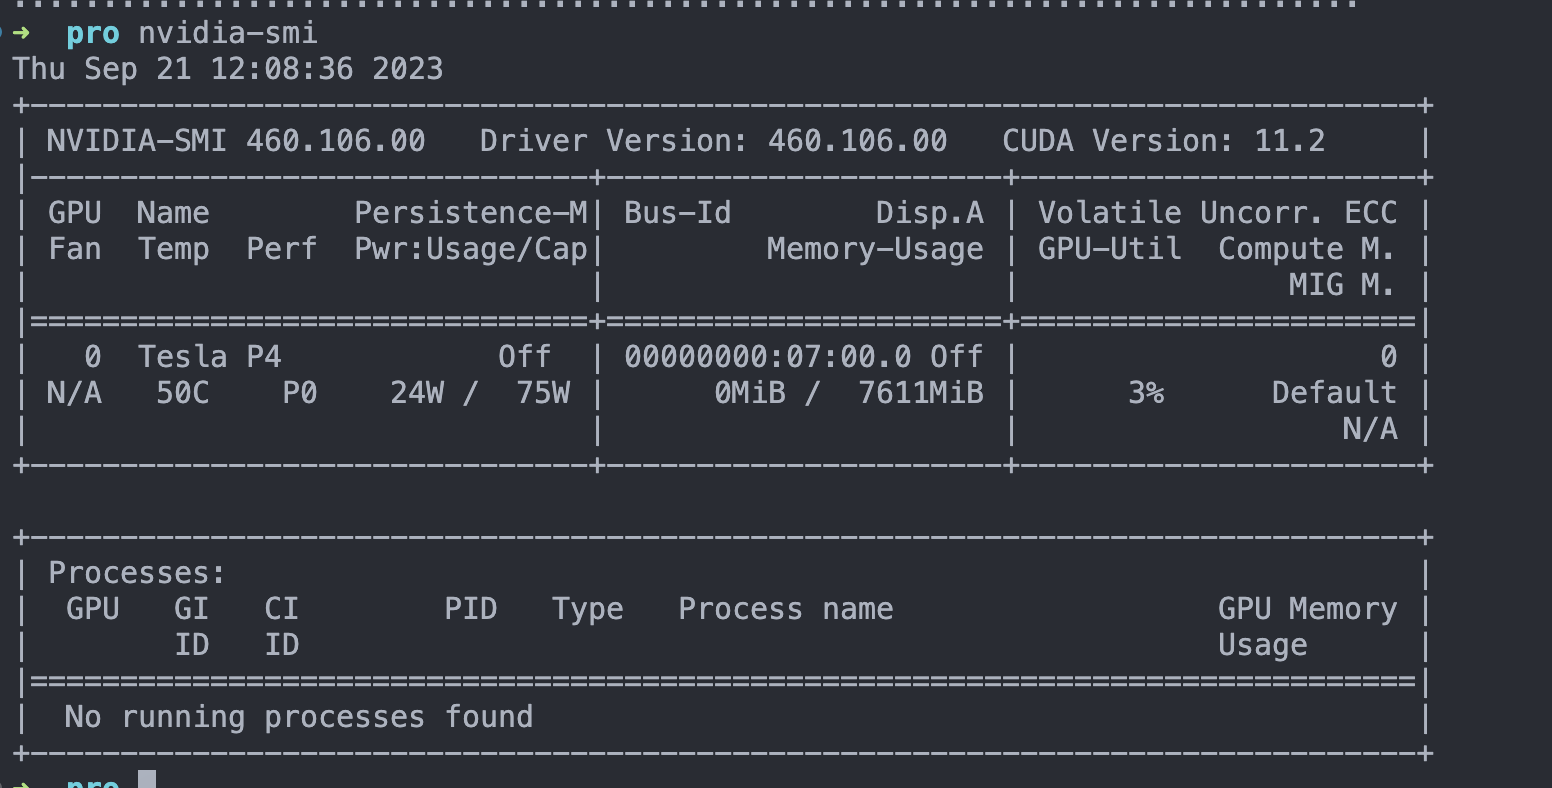 ➜  pro nvidia-smi
Thu Sep 21 12:08:36 2023
+-----------------------------------------------------------------------------+
| NVIDIA-SMI 460.106.00   Driver Version: 460.106.00   CUDA Version: 11.2     |
|-------------------------------+----------------------+----------------------+
| GPU  Name        Persistence-M| Bus-Id        Disp.A | Volatile Uncorr. ECC |
| Fan  Temp  Perf  Pwr:Usage/Cap|         Memory-Usage | GPU-Util  Compute M. |
|                               |                      |               MIG M. |
|===============================+======================+======================|
|   0  Tesla P4            Off  | 00000000:07:00.0 Off |                    0 |
| N/A   50C    P0    24W /  75W |      0MiB /  7611MiB |      3%      Default |
|                               |                      |                  N/A |
+-------------------------------+----------------------+----------------------+

+-----------------------------------------------------------------------------+
| Processes:                                                                  |
|  GPU   GI   CI        PID   Type   Process name                  GPU Memory |
|        ID   ID                                                   Usage      |
|=============================================================================|
|  No running processes found                                                 |
+-----------------------------------------------------------------------------+
➜  pro